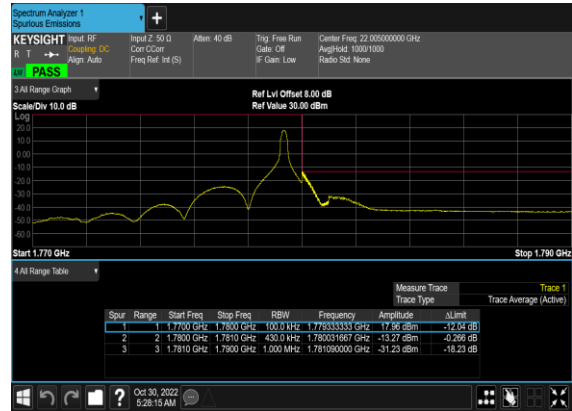 Spectrum Analyzer 1
Spurious Emissions
KEYSIGHT Input: RF Input Z: 50 Ω Atten: 40 dB Trig: Free Run Center Freq: 22.005000000 GHz
R T Coupling: DC Corr CCorr Gate: Off Avg|Hold: 1000/1000
Align: Auto Freq Ref: Int (S) IF Gain: Low Radio Std: None
PASS
3 All Range Graph
Ref Lvl Offset 8.00 dB
Scale/Div 10.0 dB Ref Value 30.00 dBm
Log
20.0
10.0
0.00
-10.0
-20.0
-30.0
-40.0
-50.0
-60.0
Start 1.770 GHz Stop 1.790 GHz
4 All Range Table
Measure Trace Trace 1
Trace Type Trace Average (Active)
Spur Range Start Freq Stop Freq RBW Frequency Amplitude ΔLimit
1 1 1.7700 GHz 1.7800 GHz 100.0 kHz 1.779333333 GHz 17.96 dBm -12.04 dB
2 2 1.7800 GHz 1.7810 GHz 430.0 kHz 1.780031667 GHz -13.27 dBm -0.266 dB
3 3 1.7810 GHz 1.7900 GHz 1.000 MHz 1.781090000 GHz -31.23 dBm -18.23 dB
Oct 30, 2022
5:28:15 AM